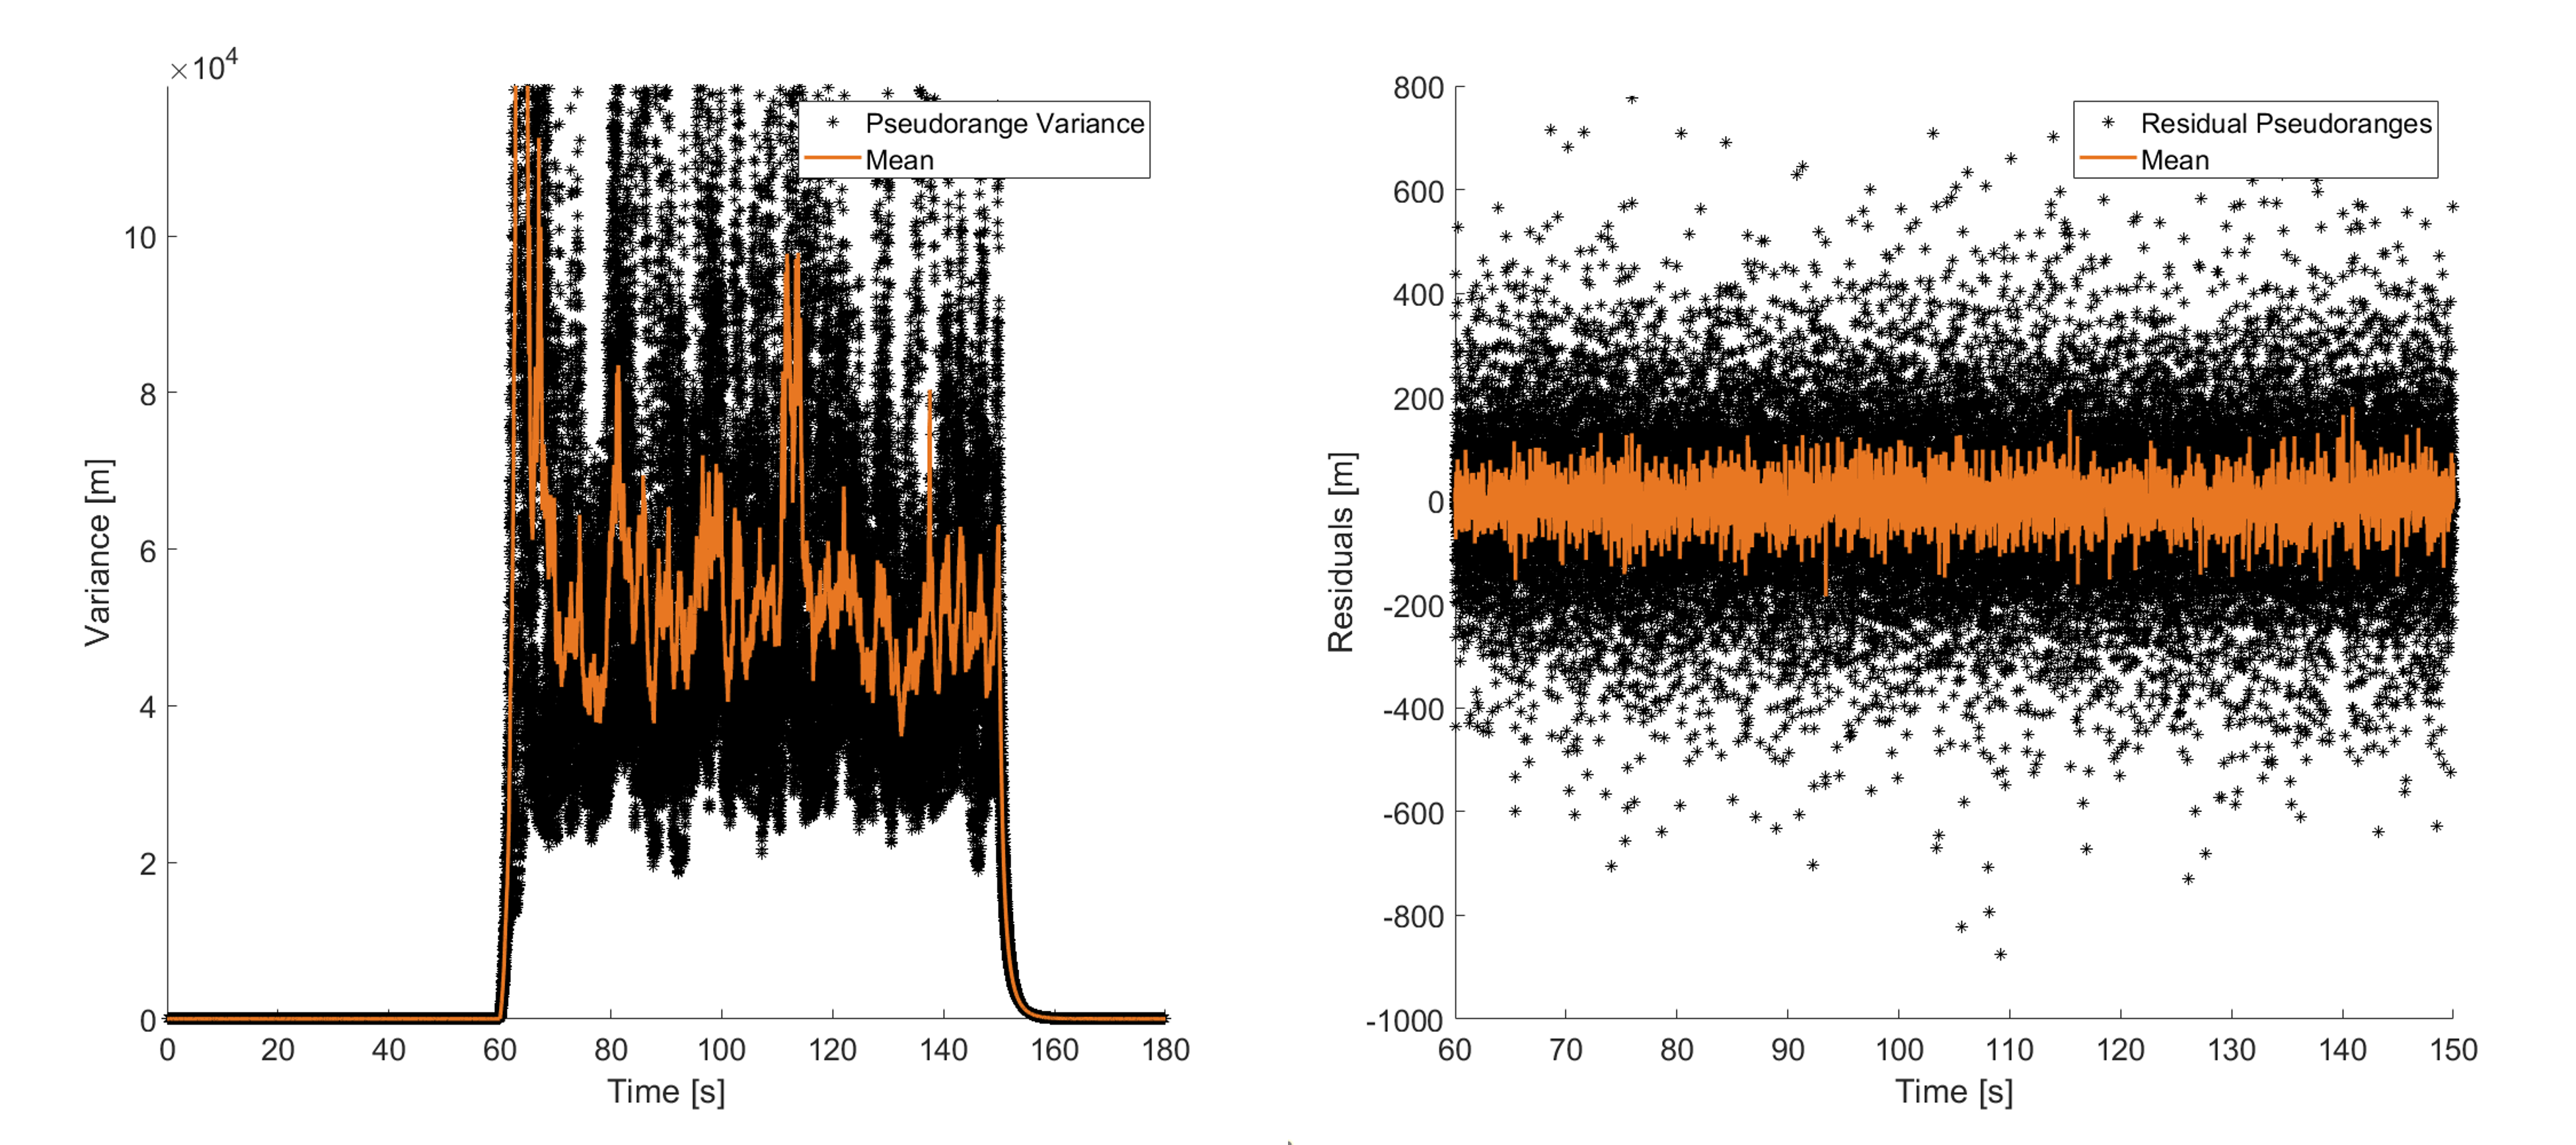 ×10⁴
Pseudorange Variance
Mean
10
8
6
4
2
0
Variance [m]
0 20 40 60 80 100 120 140 160 180
Time [s]
800
600
400
200
0
-200
-400
-600
-800
-1000
Residual Pseudoranges
Mean
Residuals [m]
60 70 80 90 100 110 120 130 140 150
Time [s]